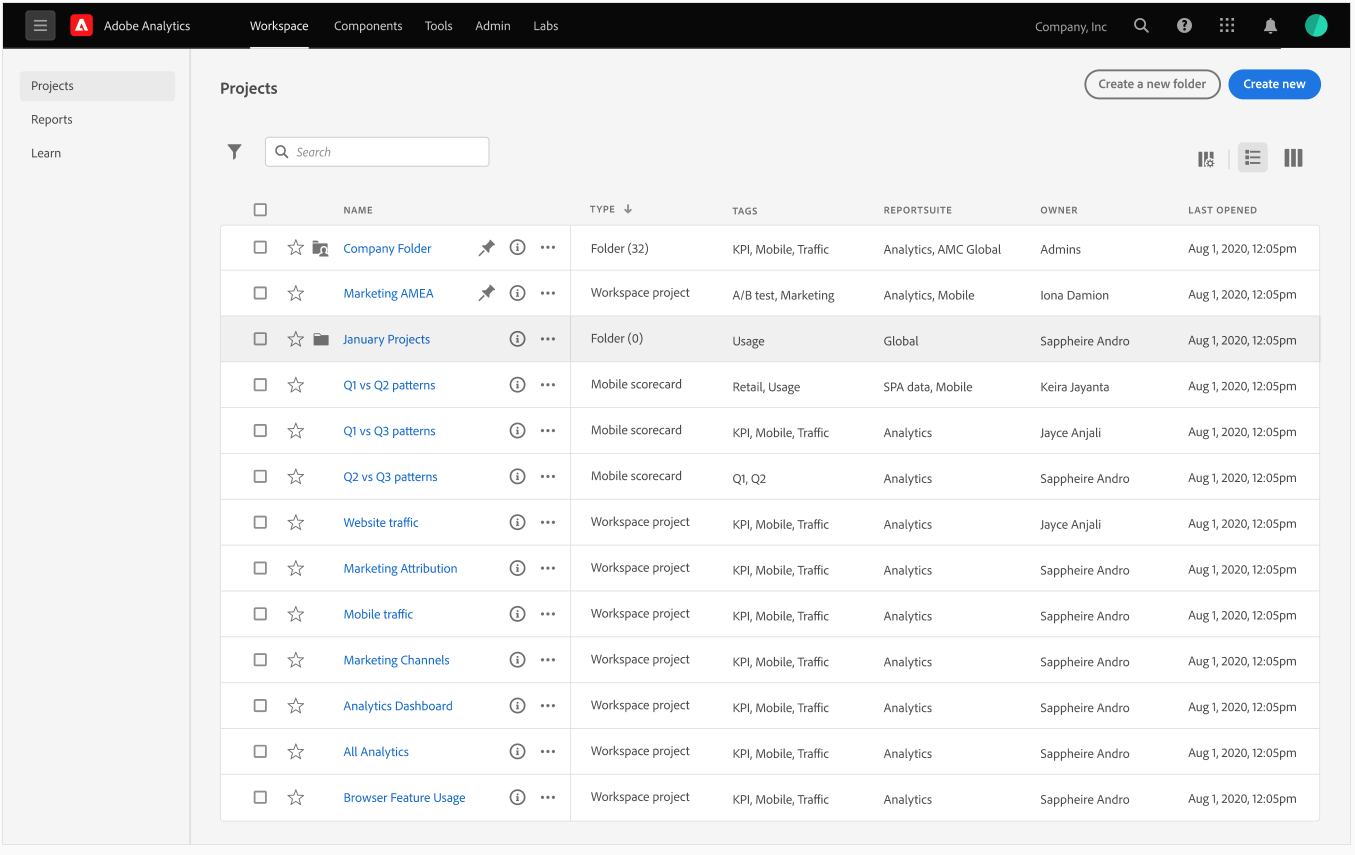 Adobe Analytics Workspace Components Tools Admin Labs Company, Inc
Projects
Reports
Learn
Projects
Create a new folder
Create new
Search
NAME TYPE TAGS REPORTSUITE OWNER LAST OPENED
Company Folder Folder (32) KPI, Mobile, Traffic Analytics, AMC Global Admins Aug 1, 2020, 12:05pm
Marketing AMEA Workspace project A/B test, Marketing Analytics, Mobile Iona Damion Aug 1, 2020, 12:05pm
January Projects Folder (0) Usage Global Sappheire Andro Aug 1, 2020, 12:05pm
Q1 vs Q2 patterns Mobile scorecard Retail, Usage SPA data, Mobile Keira Jayanta Aug 1, 2020, 12:05pm
Q1 vs Q3 patterns Mobile scorecard KPI, Mobile, Traffic Analytics Jayce Anjali Aug 1, 2020, 12:05pm
Q2 vs Q3 patterns Mobile scorecard Q1, Q2 Analytics Sappheire Andro Aug 1, 2020, 12:05pm
Website traffic Workspace project KPI, Mobile, Traffic Analytics Jayce Anjali Aug 1, 2020, 12:05pm
Marketing Attribution Workspace project KPI, Mobile, Traffic Analytics Sappheire Andro Aug 1, 2020, 12:05pm
Mobile traffic Workspace project KPI, Mobile, Traffic Analytics Sappheire Andro Aug 1, 2020, 12:05pm
Marketing Channels Workspace project KPI, Mobile, Traffic Analytics Sappheire Andro Aug 1, 2020, 12:05pm
Analytics Dashboard Workspace project KPI, Mobile, Traffic Analytics Sappheire Andro Aug 1, 2020, 12:05pm
All Analytics Workspace project KPI, Mobile, Traffic Analytics Sappheire Andro Aug 1, 2020, 12:05pm
Browser Feature Usage Workspace project KPI, Mobile, Traffic Analytics Sappheire Andro Aug 1, 2020, 12:05pm